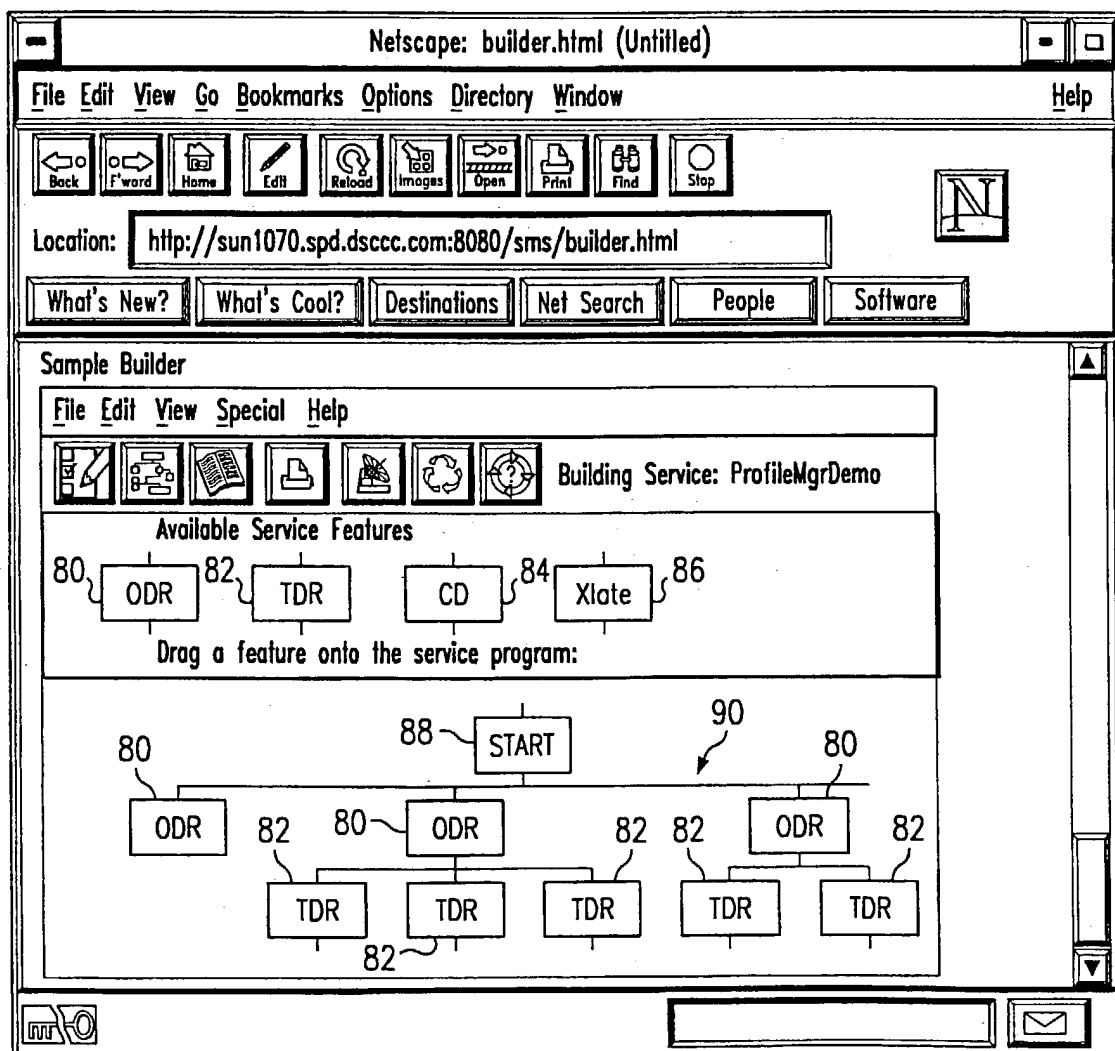 Netscape: builder.html (Untitled)
File Edit View Go Bookmarks Options Directory Window Help
Back F'word Home Edit Reload Images Open Print Find Stop
N
Location: http://sun1070.spd.dsccc.com:8080/sms/builder.html
What's New? What's Cool? Destinations Net Search People Software
Sample Builder
File Edit View Special Help
? Building Service: ProfileMgrDemo
Available Service Features
80 ODR 82 TDR CD 84 Xlate 86
Drag a feature onto the service program:
88 START 90
80 80
ODR 80 ODR ODR
82 82 82 82
TDR TDR TDR TDR TDR
82